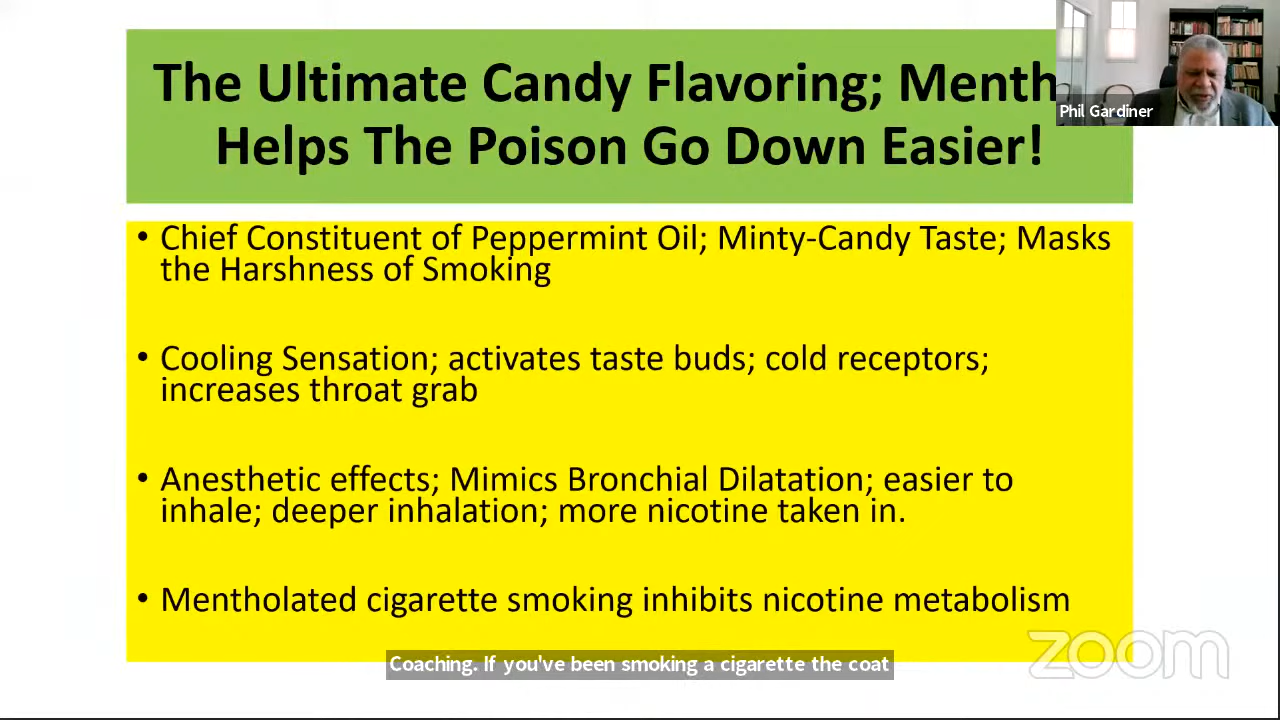 The Ultimate Candy Flavoring; Menth
Phil Gardiner
Helps The Poison Go Down Easier!
• Chief Constituent of Peppermint Oil; Minty-Candy Taste; Masks
the Harshness of Smoking
• Cooling Sensation; activates taste buds; cold receptors;
increases throat grab
• Anesthetic effects; Mimics Bronchial Dilatation; easier to
inhale; deeper inhalation; more nicotine taken in.
• Mentholated cigarette smoking inhibits nicotine metabolism
zoom
Coaching. If you've been smoking a cigarette the coat